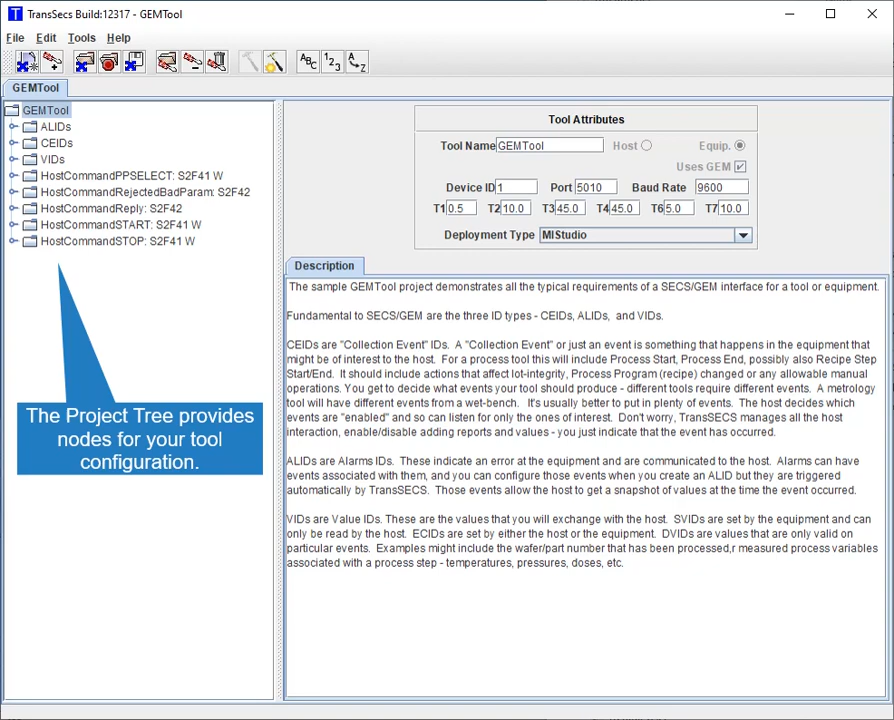 TransSecs Build:12317 - GEMTool
File Edit Tools Help
ABC 123 AZ
GEMTool
GEMTool
ALIDs
CEIDs
VIDs
HostCommandPPSELECT: S2F41 W
HostCommandRejectedBadParam: S2F42
HostCommandReply: S2F42
HostCommandSTART: S2F41 W
HostCommandSTOP: S2F41 W
The Project Tree provides
nodes for your tool
configuration.
Tool Attributes
Tool Name GEMTool Host Equip.
Uses GEM
Device ID 1 Port 5010 Baud Rate 9600
T1 0.5 T2 10.0 T3 45.0 T4 45.0 T6 5.0 T7 10.0
Deployment Type MIStudio
Description
The sample GEMTool project demonstrates all the typical requirements of a SECS/GEM interface for a tool or equipment.
Fundamental to SECS/GEM are the three ID types - CEIDs, ALIDs, and VIDs.
CEIDs are "Collection Event" IDs. A "Collection Event" or just an event is something that happens in the equipment that
might be of interest to the host. For a process tool this will include Process Start, Process End, possibly also Recipe Step
Start/End. It should include actions that affect lot-integrity, Process Program (recipe) changed or any allowable manual
operations. You get to decide what events your tool should produce - different tools require different events. A metrology
tool will have different events from a wet-bench. It's usually better to put in plenty of events. The host decides which
events are "enabled" and so can listen for only the ones of interest. Don't worry, TransSECS manages all the host
interaction, enable/disable adding reports and values - you just indicate that the event has occurred.
ALIDs are Alarms IDs. These indicate an error at the equipment and are communicated to the host. Alarms can have
events associated with them, and you can configure those events when you create an ALID but they are triggered
automatically by TransSECS. Those events allow the host to get a snapshot of values at the time the event occurred.
VIDs are Value IDs. These are the values that you will exchange with the host. SVIDs are set by the equipment and can
only be read by the host. ECIDs are set by either the host or the equipment. DVIDs are values that are only valid on
particular events. Examples might include the wafer/part number that has been processed,r measured process variables
associated with a process step - temperatures, pressures, doses, etc.